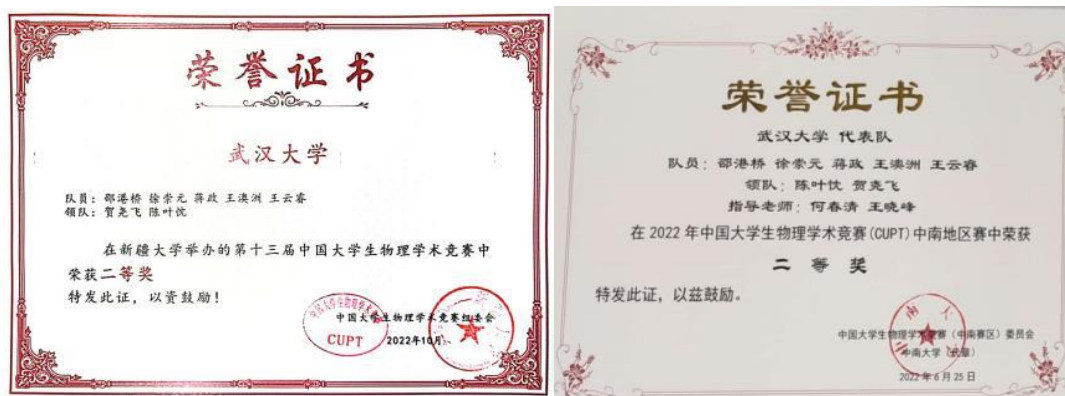 荣誉证书
武汉大学
队员：邵港桥 徐崇元 蒋政 王澳洲 王云睿
领队：贺尧飞 陈叶忱
在新疆大学举办的第十三届中国大学生物理学术竞赛中
荣获二等奖
特发此证，以资鼓励！
中国大学生物理学术竞赛组委会
CUPT
2022年10月
荣誉证书
武汉大学 代表队
队员：邵港桥 徐崇元 蒋政 王澳洲 王云睿
领队：陈叶忱 贺尧飞
指导老师：何春清 王晓峰
在 2022 年中国大学生物理学术竞赛(CUPT)中南地区赛中荣获
二 等 奖
特发此证，以兹鼓励。
中国大学生物理学术竞赛（中南赛区）委员会
中南大学（代章）
2022 年 6 月 25 日